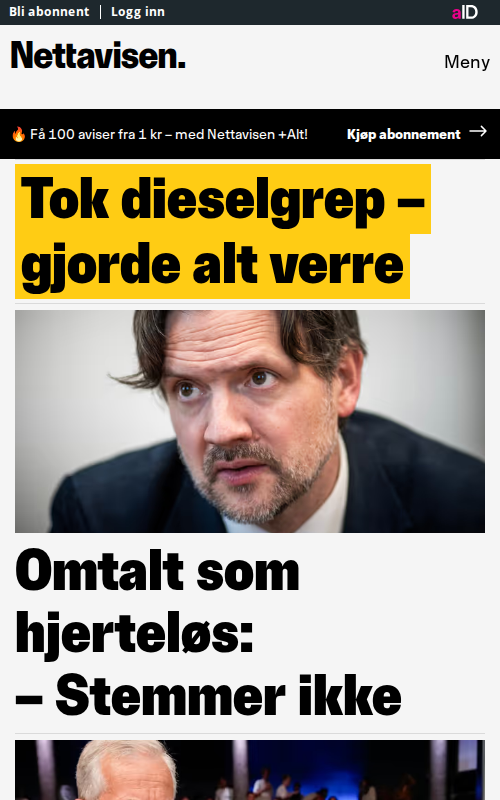 Bli abonnent | Logg inn
aID
Nettavisen.
Meny
🔥 Få 100 aviser fra 1 kr – med Nettavisen +Alt!
Kjøp abonnement →
Tok dieselgrep –
gjorde alt verre
Omtalt som
hjerteløs:
– Stemmer ikke